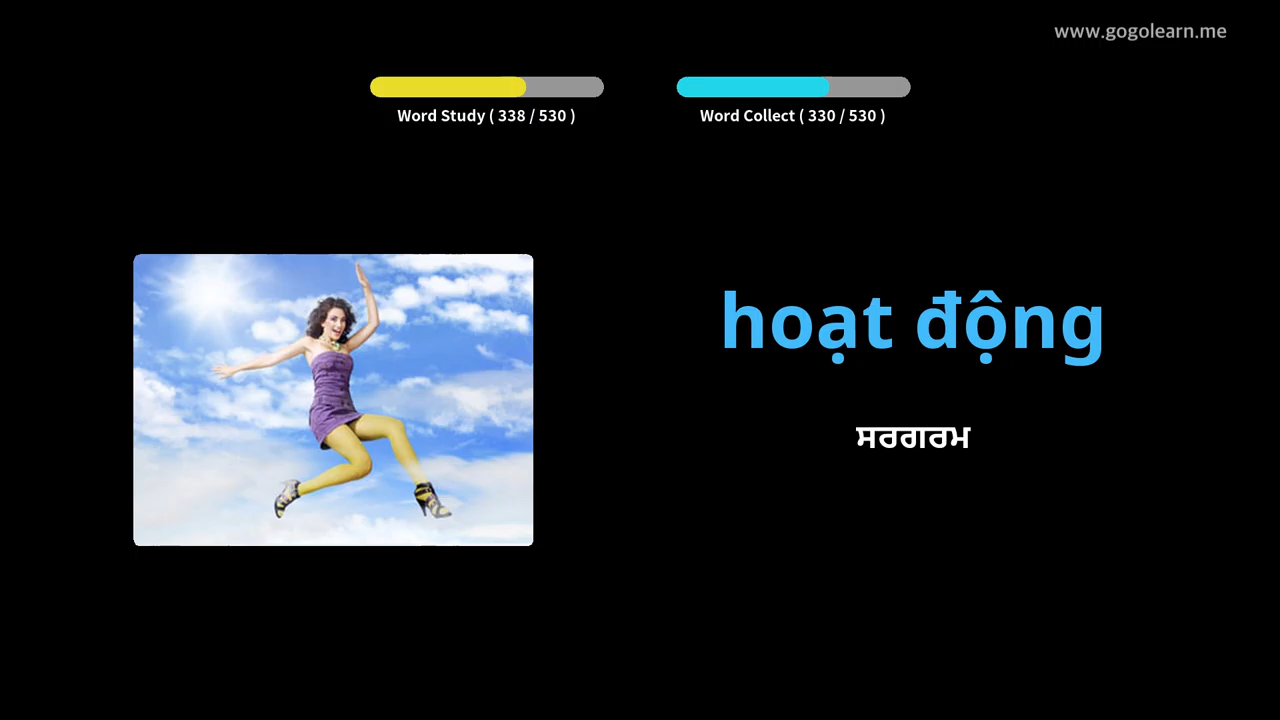 www.gogolearn.me
Word Study ( 338 / 530 )
Word Collect ( 330 / 530 )
hoạt động
ਸਰਗਰਮ